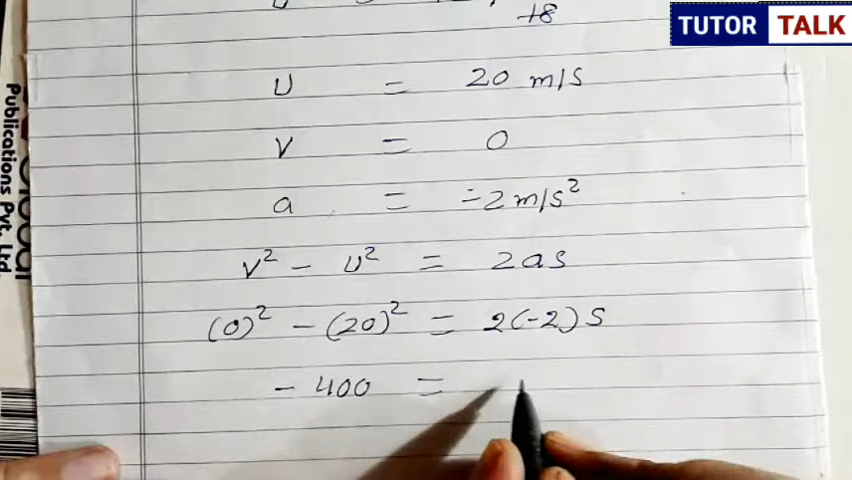 18
TUTOR TALK
U = 20 m/s
V = 0
a = -2 m/s²
V² - U² = 2as
(0)² - (20)² = 2(-2) S
- 400 =
Publications Pvt. Ltd